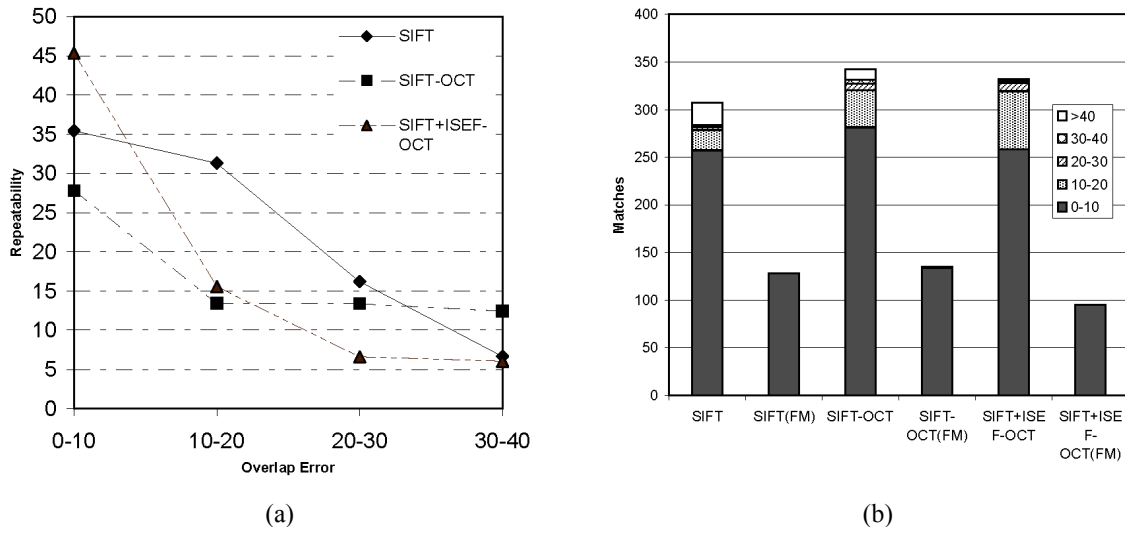 50
45
40
35
30
25
20
15
10
5
0
Repeatability
0-10
10-20
20-30
30-40
Overlap Error
SIFT
SIFT-OCT
SIFT+ISEF-
OCT
(a)
400
350
300
250
200
150
100
50
0
Matches
SIFT
SIFT(FM)
SIFT-OCT
SIFT-
OCT(FM)
SIFT+ISE
F-OCT
SIFT+ISE
F-
OCT(FM)
>40
30-40
20-30
10-20
0-10
(b)